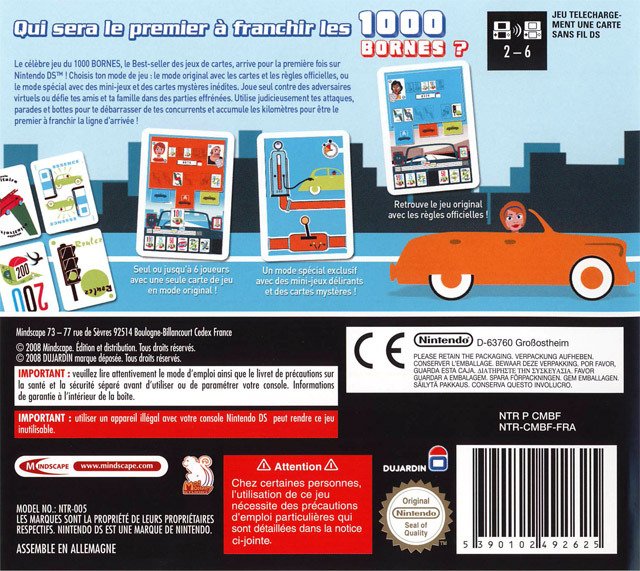 Qui sera le premier à franchir les 1000
BORNES ?
JEU TELECHARGE-
MENT UNE CARTE
SANS FIL DS
2-6
Le célèbre jeu du 1000 BORNES, le Best-seller des jeux de cartes, arrive pour la première fois sur
Nintendo DS™ ! Choisis ton mode de jeu : le mode original avec les cartes et les règles officielles, ou
le mode spécial avec des mini-jeux et des cartes mystères inédites. Joue seul contre des adversaires
virtuels ou défie tes amis et ta famille dans des parties effrénées. Utilise judicieusement tes attaques,
parades et bottes pour te débarrasser de tes concurrents et accumule les kilomètres pour être le
premier à franchir la ligne d'arrivée !
Retrouve le jeu original
avec les règles officielles !
ESSENCE
Roulez
Roulez
200
200
Seul ou jusqu'à 6 joueurs
avec une seule carte de jeu
en mode original !
Un mode spécial exclusif
avec des mini-jeux délirants
et des cartes mystères !
Mindscape 73 – 77 rue de Sèvres 92514 Boulogne-Billancourt Cedex France
© 2008 Mindscape. Édition et distribution. Tous droits réservés.
© 2008 DUJARDIN marque déposée. Tous droits réservés.
IMPORTANT : veuillez lire attentivement le mode d'emploi ainsi que le livret de précautions sur
la santé et la sécurité séparé avant d'utiliser ou de paramétrer votre console. Informations
de garantie à l'intérieur de la boîte.
IMPORTANT : utiliser un appareil illégal avec votre console Nintendo DS peut rendre ce jeu
inutilisable.
CE
Nintendo D-63760 Großostheim
PLEASE RETAIN THE PACKAGING. VERPACKUNG AUFHEBEN.
CONSERVER L'EMBALLAGE. BEWAAR DEZE VERPAKKING. POR FAVOR,
GUARDA ESTA CAJA. ΔΙΑΤΗΡΗΣΤΕ ΤΗΝ ΣΥΣΚΕΥΑΣΙΑ. FAVOR
GUARDAR A EMBALAGEM. SPARA FÖRPACKNINGEN. GEM EMBALLAGEN.
SÄILYTÄ PAKKAUS. CONSERVA QUESTO INVOLUCRO.
NTR P CMBF
NTR-CMBF-FRA
MINDSCAPE
www.mindscape.com
MODEL NO.: NTR-005
LES MARQUES SONT LA PROPRIÉTÉ DE LEURS PROPRIÉTAIRES
RESPECTIFS. NINTENDO DS EST UNE MARQUE DE NINTENDO.
ASSEMBLE EN ALLEMAGNE
Attention
Chez certaines personnes,
l'utilisation de ce jeu
nécessite des précautions
d'emploi particulières qui
sont détaillées dans la notice
ci-jointe.
DUJARDIN
Original
Nintendo
Seal of
Quality
5 390102 492625